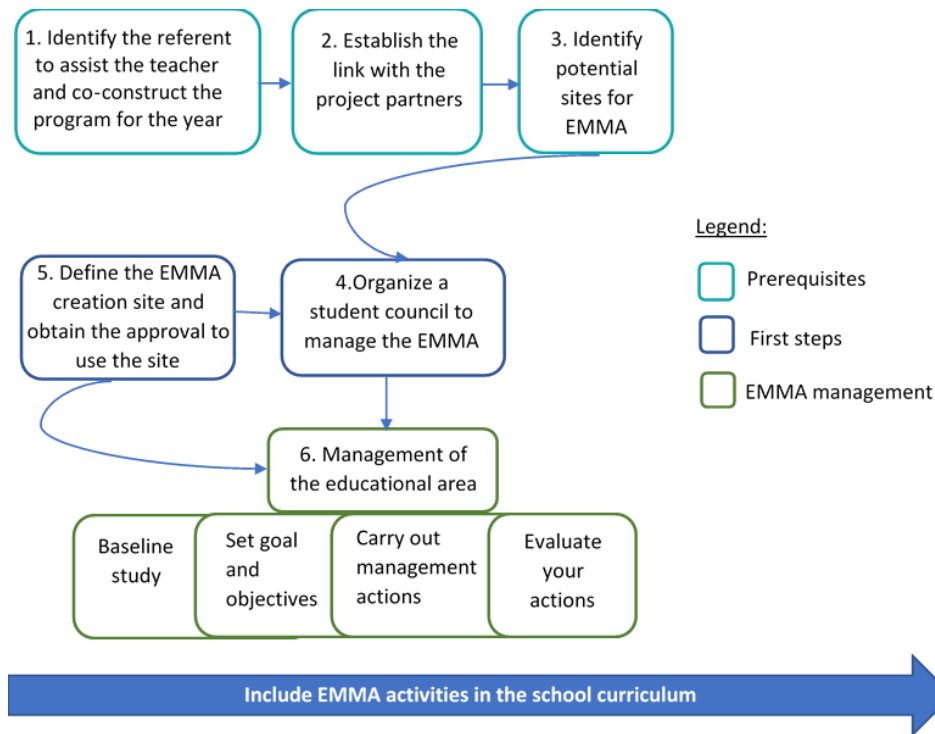 1. Identify the referent
to assist the teacher
and co-construct the
program for the year
2. Establish the
link with the
project partners
3. Identify
potential
sites for
EMMA
Legend:
Prerequisites
First steps
EMMA management
5. Define the EMMA
creation site and
obtain the approval to
use the site
4.Organize a
student council to
manage the EMMA
6. Management of
the educational area
Baseline
study
Set goal
and
objectives
Carry out
management
actions
Evaluate
your
actions
Include EMMA activities in the school curriculum